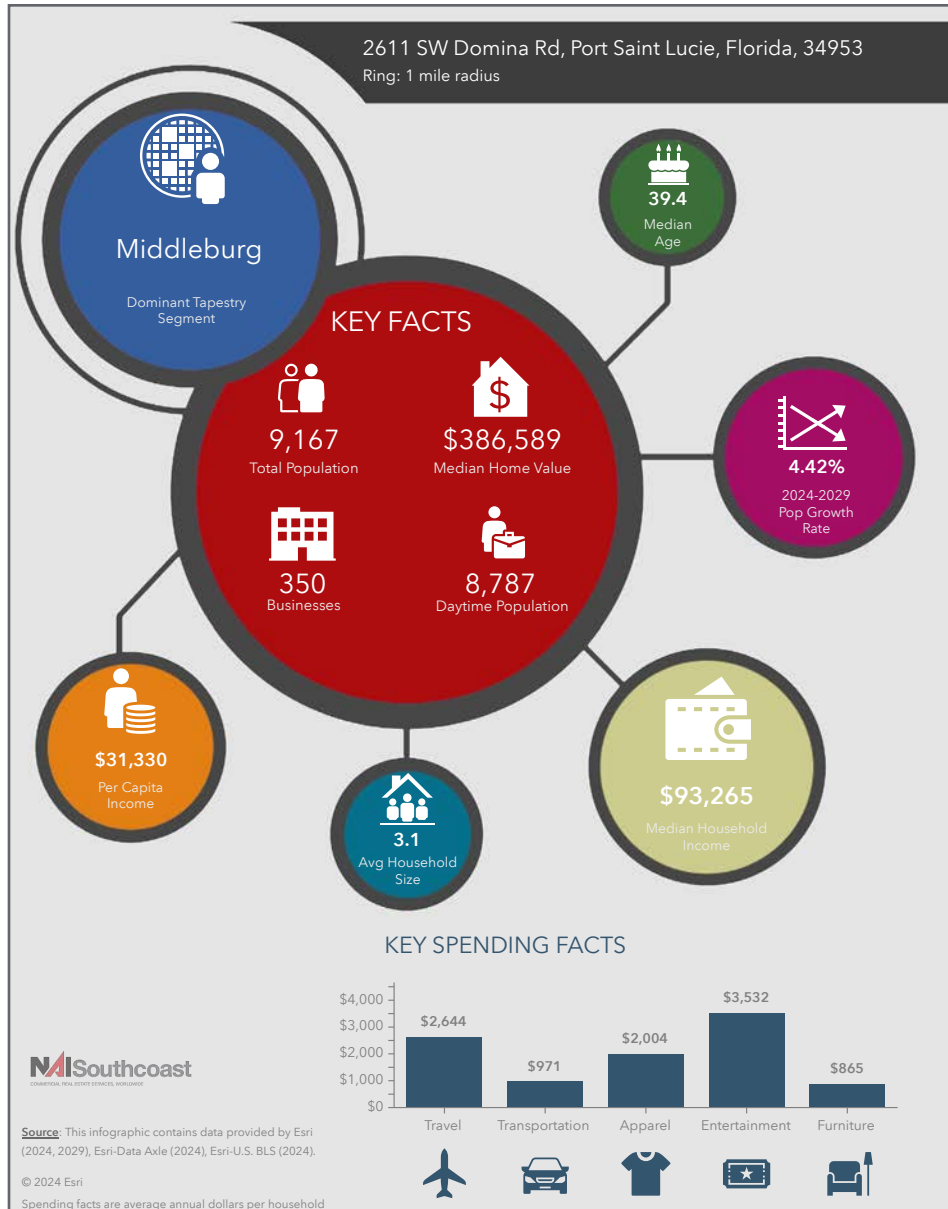 2611 SW Domina Rd, Port Saint Lucie, Florida, 34953
Ring: 1 mile radius
Middleburg
Dominant Tapestry
Segment
39.4
Median
Age
KEY FACTS
9,167
Total Population
$386,589
Median Home Value
350
Businesses
8,787
Daytime Population
4.42%
2024-2029
Pop Growth
Rate
$31,330
Per Capita
Income
3.1
Avg Household
Size
$93,265
Median Household
Income
KEY SPENDING FACTS
$4,000
$3,000
$2,000
$1,000
$0
$2,644
$971
$2,004
$3,532
$865
Travel
Transportation
Apparel
Entertainment
Furniture
NAISouthcoast
COMMERCIAL REAL ESTATE SERVICES, WORLDWIDE
Source: This infographic contains data provided by Esri
(2024, 2029), Esri-Data Axle (2024), Esri-U.S. BLS (2024).
© 2024 Esri
Spending facts are average annual dollars per household